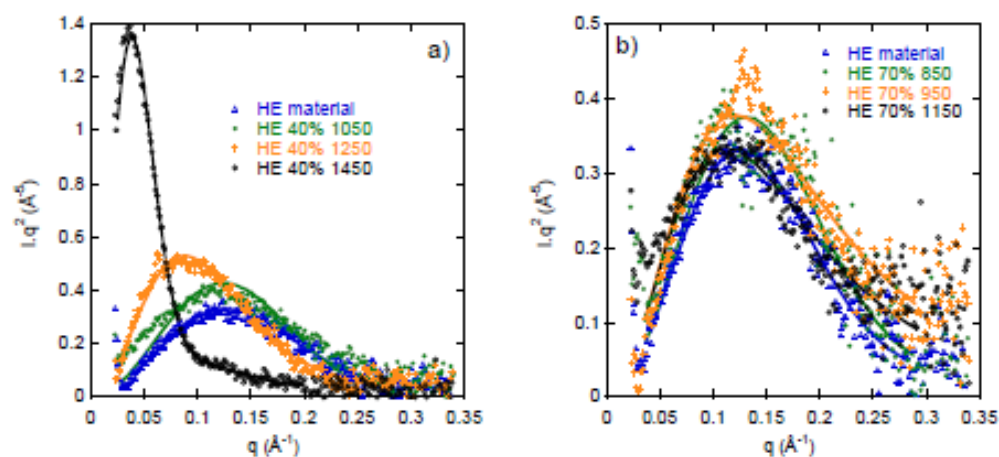 a)
I.q² (Å⁻⁵)
1.4
1.2
1
0.8
0.6
0.4
0.2
0
HE material
HE 40% 1050
HE 40% 1250
HE 40% 1450
0 0.05 0.1 0.15 0.2 0.25 0.3 0.35
q (Å⁻¹)
b)
I.q² (Å⁻⁵)
0.5
0.4
0.3
0.2
0.1
0
HE material
HE 70% 850
HE 70% 950
HE 70% 1150
0 0.05 0.1 0.15 0.2 0.25 0.3 0.35
q (Å⁻¹)